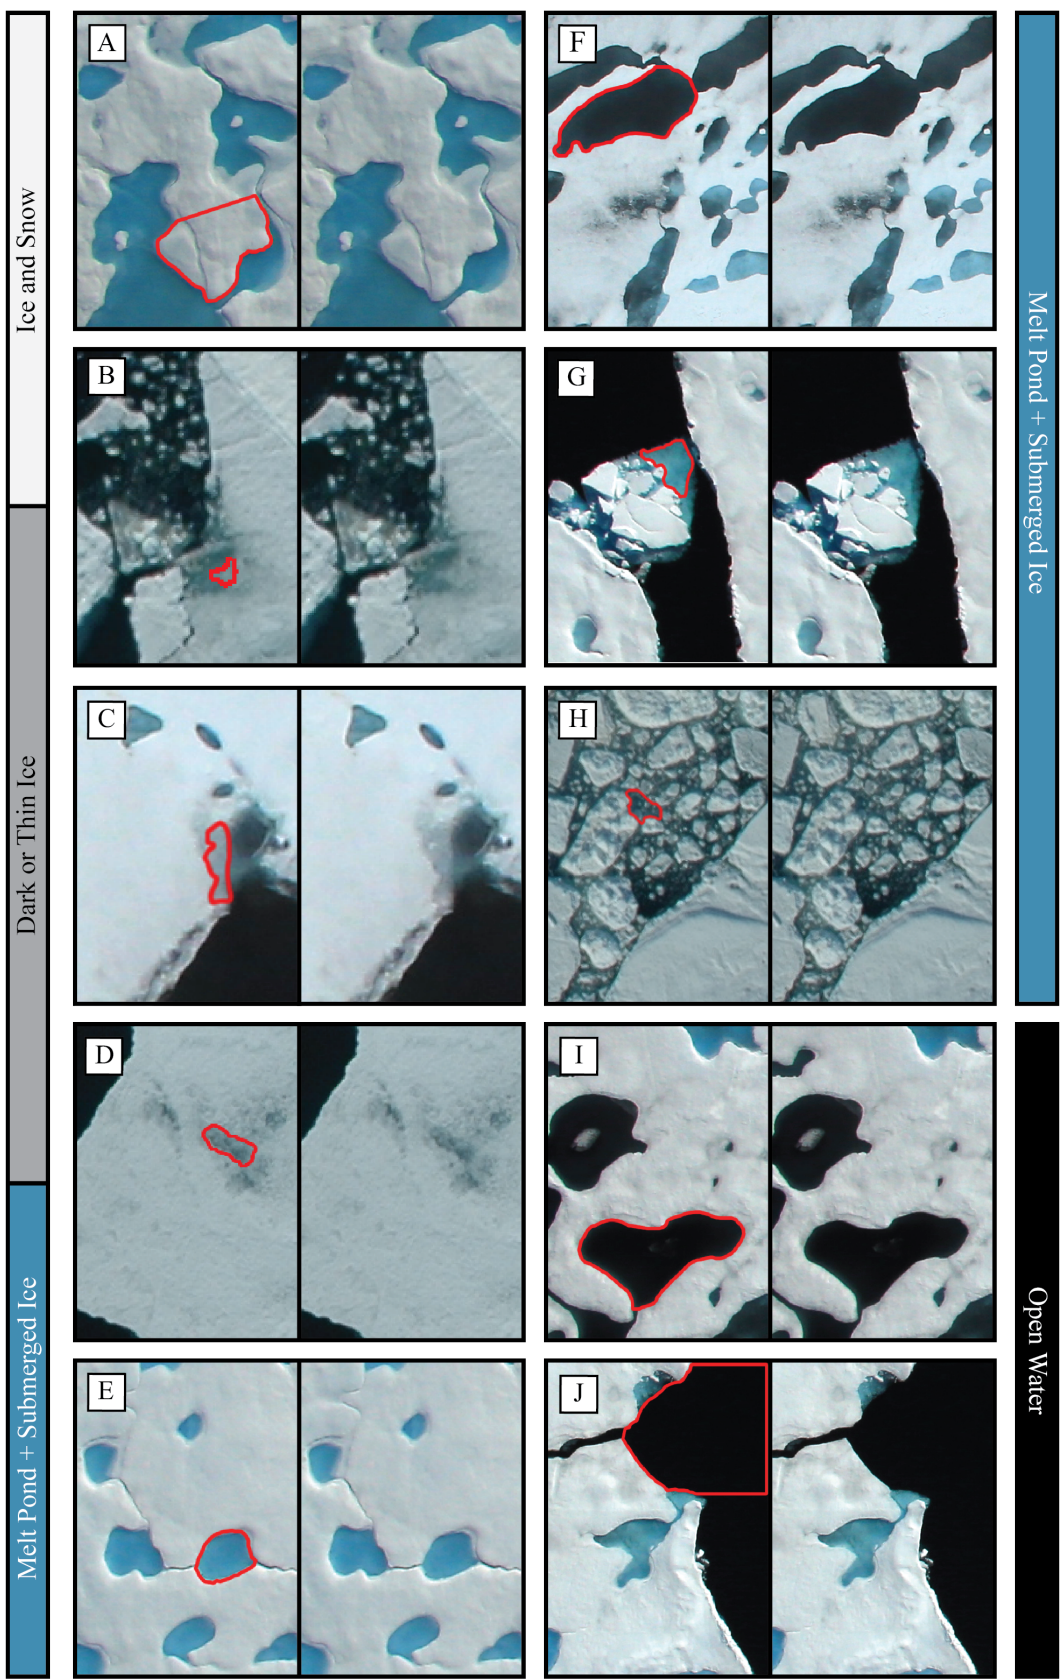 Ice and Snow
Dark or Thin Ice
Melt Pond + Submerged Ice
A
B
C
D
E
F
G
H
I
J
Melt Pond + Submerged Ice
Open Water